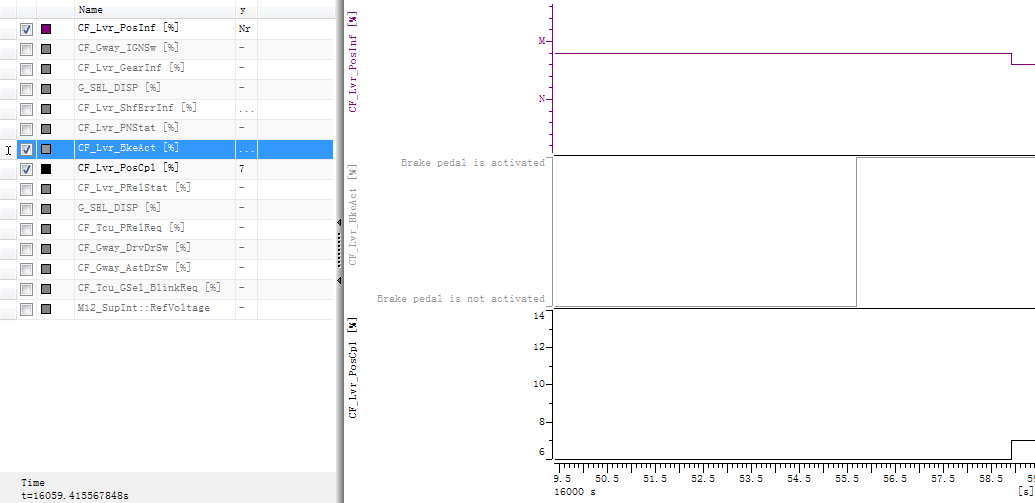 Name y
CF_Lvr_PosInf [%] Nr
CF_Gway_IGNSw [%] -
CF_Lvr_GearInf [%] -
G_SEL_DISP [%] -
CF_Lvr_ShfErrInf [%] ...
CF_Lvr_PNStat [%] -
CF_Lvr_BkeAct [%] ...
CF_Lvr_PosCpl [%] 7
CF_Lvr_PRelStat [%] -
G_SEL_DISP [%] -
CF_Tcu_PRelReq [%] -
CF_Gway_DrvDrSw [%] -
CF_Gway_AstDrSw [%] -
CF_Tcu_GSel_BlinkReq [%] -
M12_SupInt::RefVoltage -
Time
t=16059.415567848s
CF_Lvr_PosInf [%]
M
N
CF_Lvr_BkeAct [%]
Brake pedal is activated
Brake pedal is not activated
CF_Lvr_PosCpl [%]
14
12
10
8
6
9.5 50.5 51.5 52.5 53.5 54.5 55.5 56.5 57.5 58.5
16000 s [s]